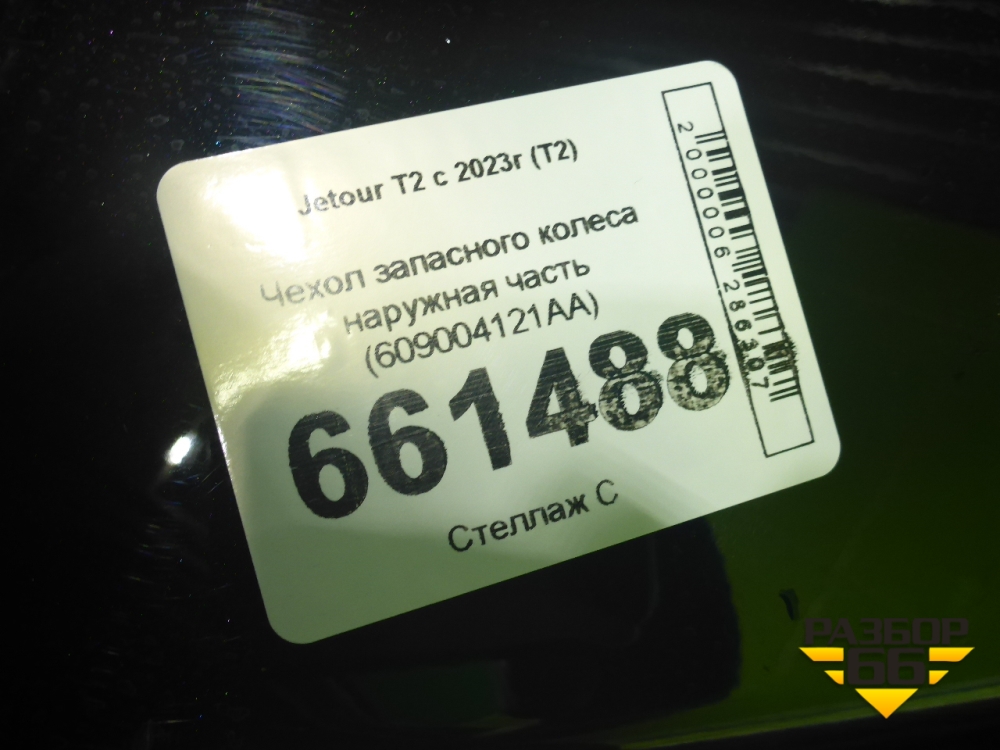 Jetour T2 с 2023г (T2)
Чехол запасного колеса
наружная часть
(609004121AA)
661488
Стеллаж С
2000006286307
РАЗБОР
66